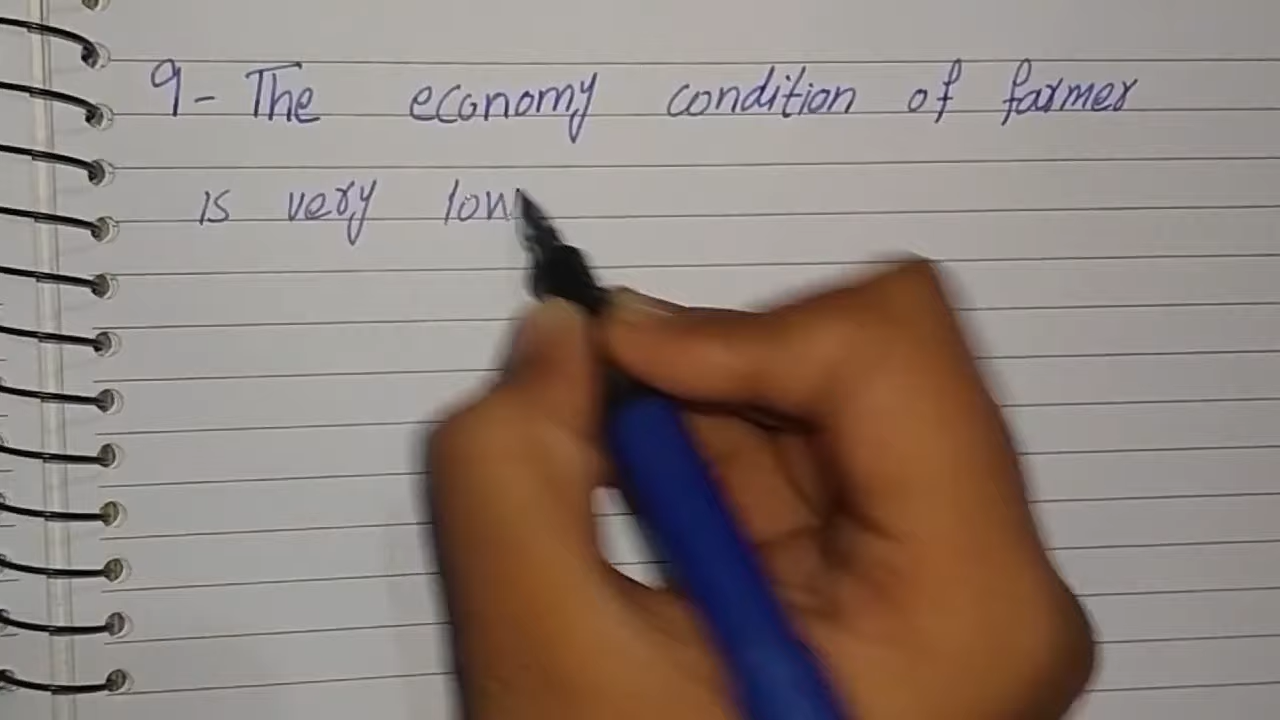 9- The economy condition of farmer
is very low